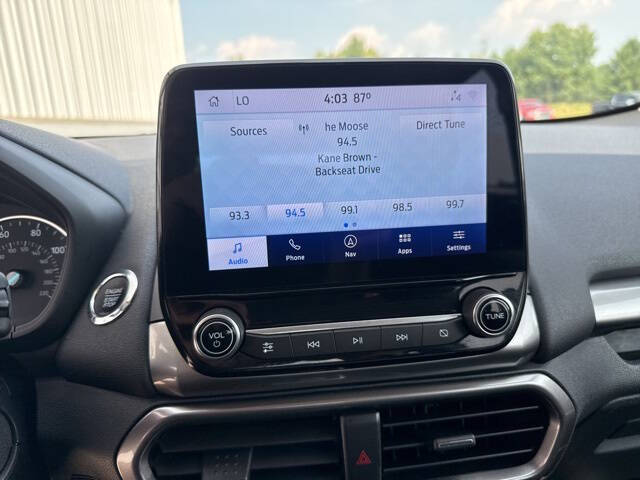 LO 4:03 87° 4
Sources he Moose Direct Tune
94.5
Kane Brown -
Backseat Drive
93.3 94.5 99.1 98.5 99.7
Audio Phone Nav Apps Settings
60 80 100
ENGINE
START
STOP
VOL
TUNE